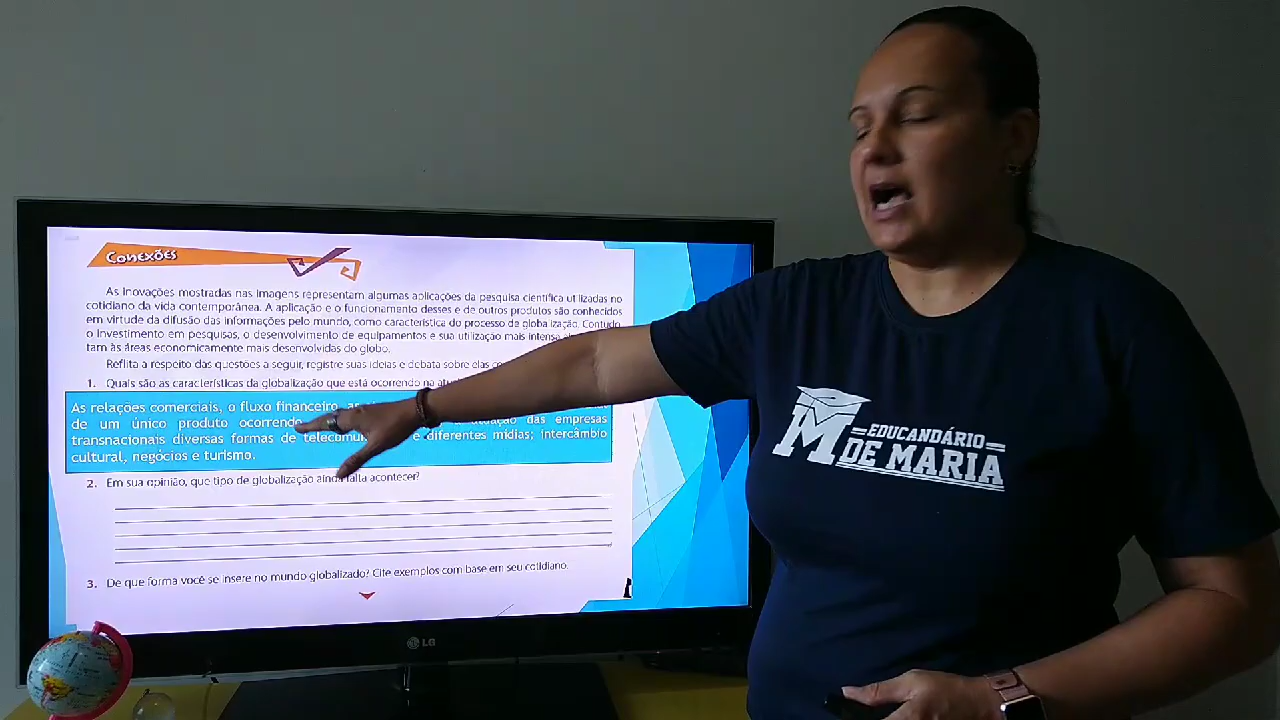 Conexões
As inovações mostradas nas imagens representam algumas aplicações da pesquisa científica utilizadas no
cotidiano da vida contemporânea. A aplicação e o funcionamento desses e de outros produtos são conhecidos
em virtude da difusão das informações pelo mundo, como característica do processo de globalização. Contudo
o investimento em pesquisas, o desenvolvimento de equipamentos e sua utilização mais intensa
tam às áreas economicamente mais desenvolvidas do globo.
Reflita a respeito das questões a seguir, registre suas ideias e debata sobre elas
1. Quais são as características da globalização que está ocorrendo na
As relações comerciais, o fluxo financeiro,
de um único produto ocorrendo das empresas
transnacionais diversas formas de e diferentes mídias; intercâmbio
cultural, negócios e turismo.
2. Em sua opinião, que tipo de globalização ainda falta acontecer?
3. De que forma você se insere no mundo globalizado? Cite exemplos com base em seu cotidiano.
LG
M EDUCANDÁRIO
DE MARIA